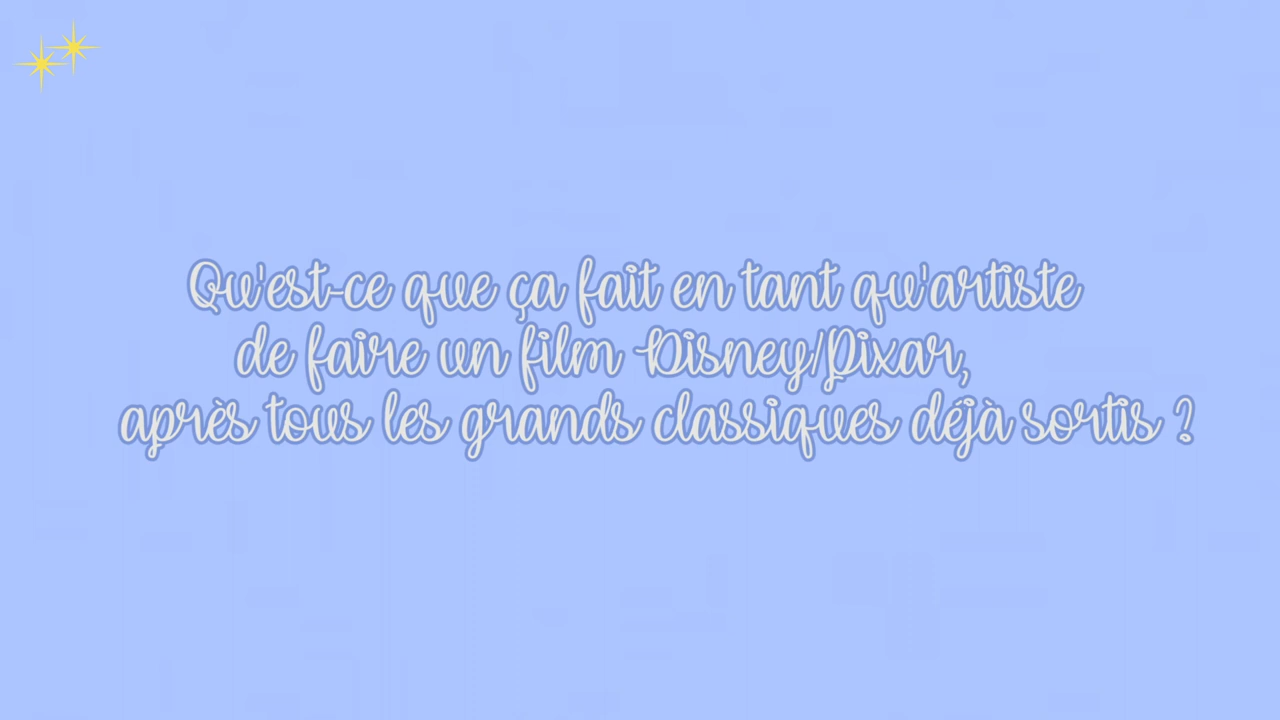 Qu'est-ce que ça fait en tant qu'artiste
de faire un film Disney/Pixar,
après tous les grands classiques déjà sortis ?